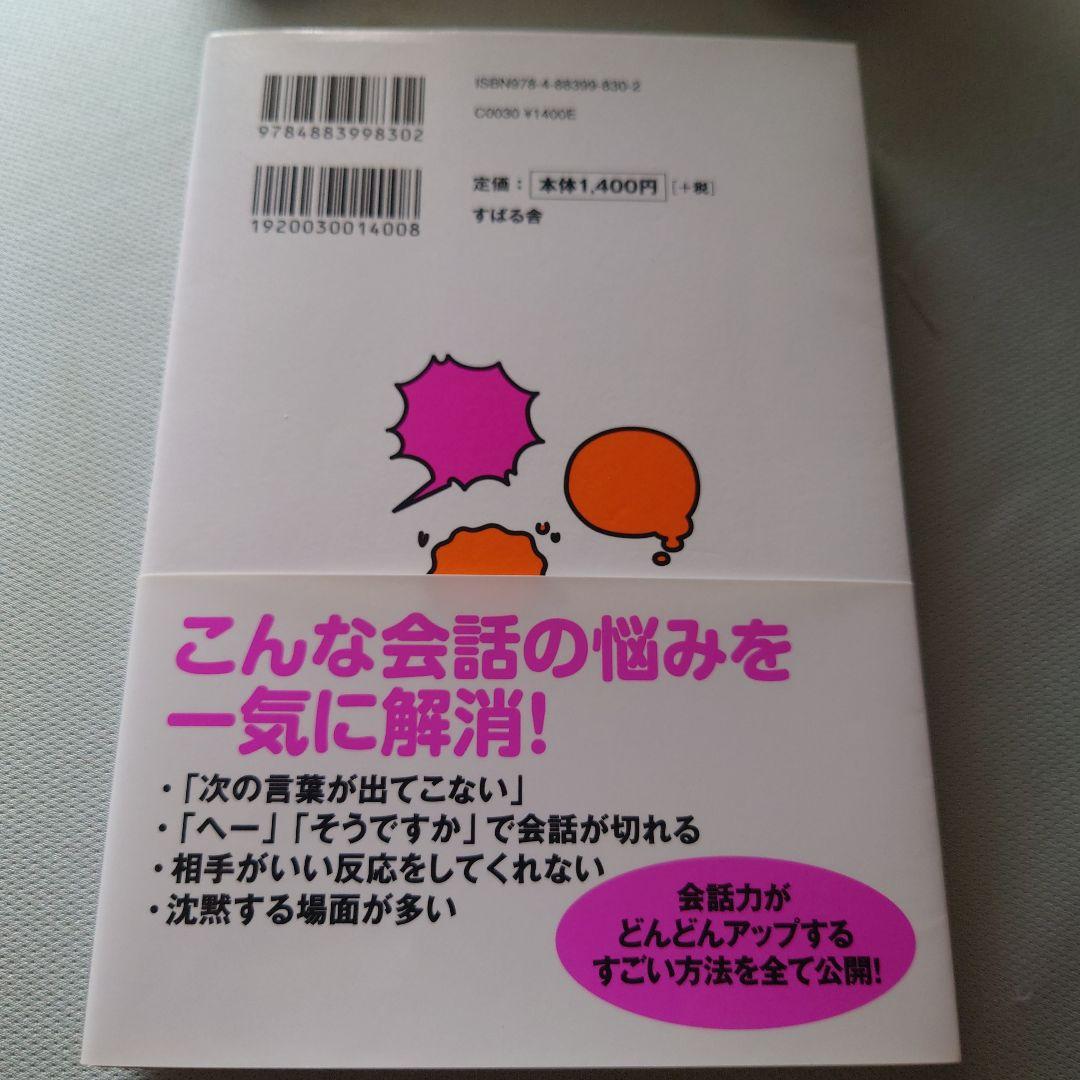 ISBN978-4-88399-830-2
9784883998302
C0030 ¥1400E
定価： 本体1,400円 [+税]
1920030014008
すばる舎
こんな会話の悩みを
一気に解消！
・「次の言葉が出てこない」
・「へー」「そうですか」で会話が切れる
・相手がいい反応をしてくれない
・沈黙する場面が多い
会話力が
どんどんアップする
すごい方法を全て公開！